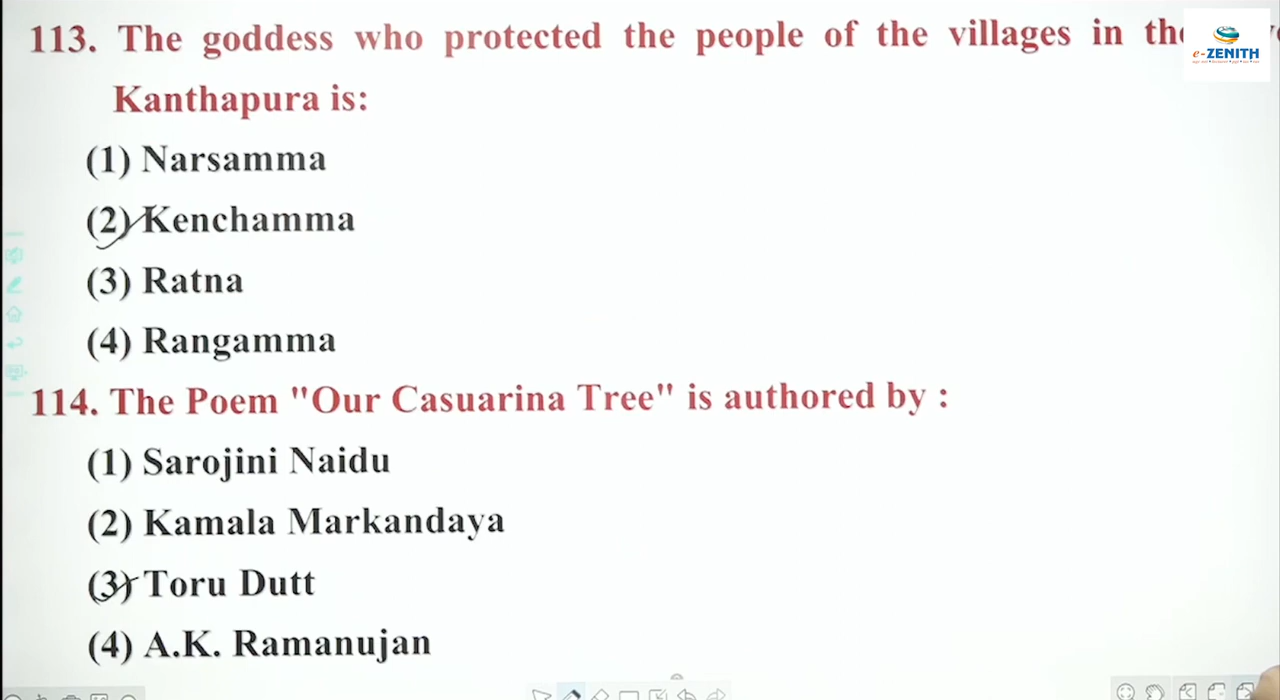 113. The goddess who protected the people of the villages in the
Kanthapura is:
(1) Narsamma
(2) Kenchamma
(3) Ratna
(4) Rangamma
114. The Poem "Our Casuarina Tree" is authored by :
(1) Sarojini Naidu
(2) Kamala Markandaya
(3) Toru Dutt
(4) A.K. Ramanujan
e-ZENITH